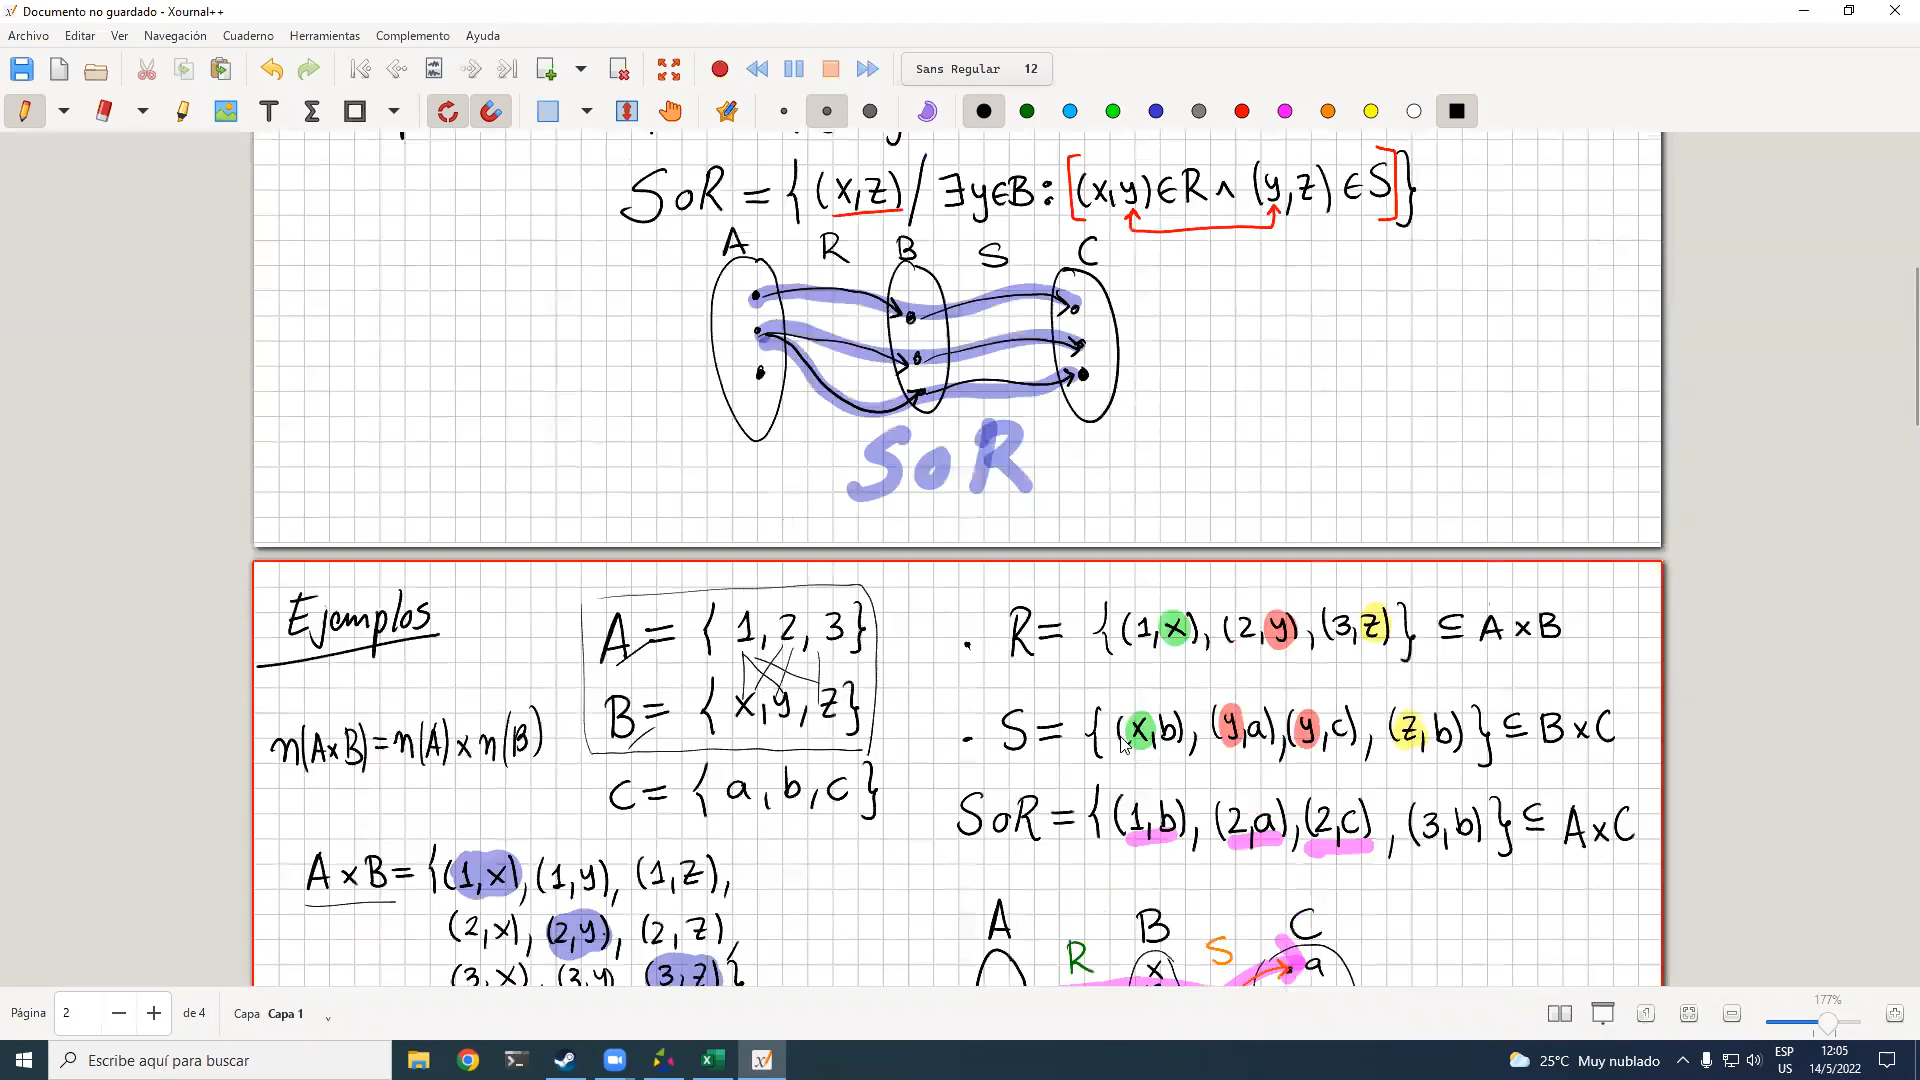 Documento no guardado - Xournal++
Archivo Editar Ver Navegación Cuaderno Herramientas Complemento Ayuda
Sans Regular 12
SoR = {(x,z) / ∃y∈B: [(x,y)∈R ∧ (y,z)∈S]}
A R B S C
SoR
Ejemplos
A = {1, 2, 3}
B = {x, y, z}
C = {a, b, c}
n(A×B) = n(A) × n(B)
A×B = {(1,x), (1,y), (1,z),
(2,x), (2,y), (2,z),
(3,x), (3,y), (3,z)}
. R = {(1,x), (2,y), (3,z)} ⊆ A×B
. S = {(x,b), (y,a), (y,c), (z,b)} ⊆ B×C
SoR = {(1,b), (2,a), (2,c), (3,b)} ⊆ A×C
A B C
R S
x a
Página 2 de 4 Capa Capa 1
177%
Escribe aquí para buscar
25°C Muy nublado
ESP
US
12:05
14/5/2022